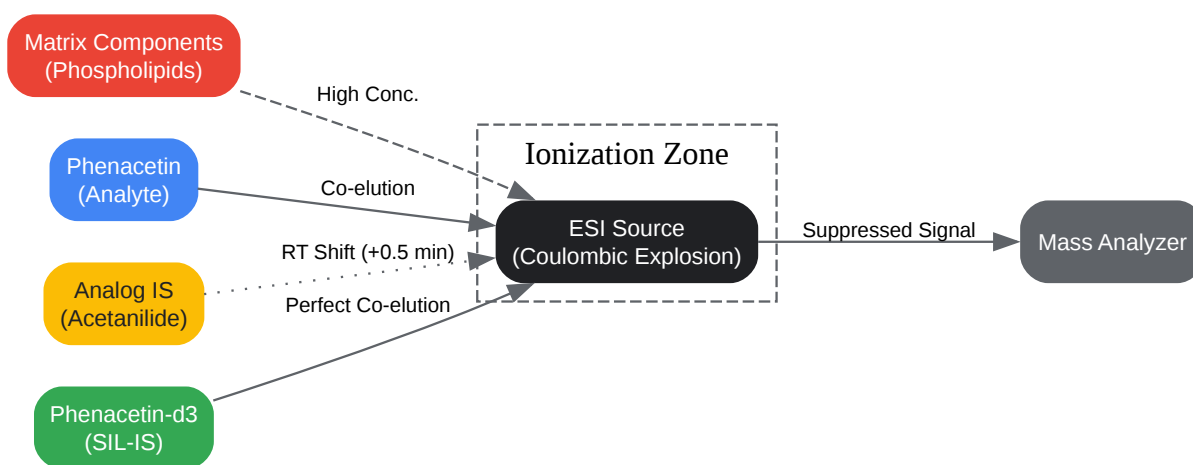 Matrix Components
(Phospholipids)
High Conc.
Ionization Zone
Phenacetin
(Analyte)
Co-elution
ESI Source
(Coulombic Explosion)
Suppressed Signal
Mass Analyzer
RT Shift (+0.5 min)
Analog IS
(Acetanilide)
Perfect Co-elution
Phenacetin-d3
(SIL-IS)